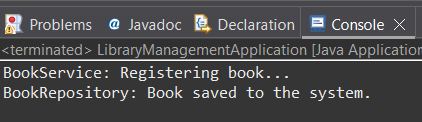 Problems @ Javadoc Declaration Console
<terminated> LibraryManagementApplication [Java Application
BookService: Registering book...
BookRepository: Book saved to the system.